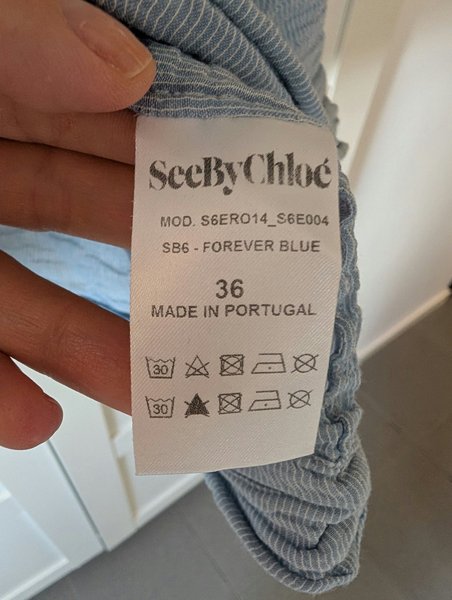 SeeByChloé
MOD. S6ERO14_S6E004
SB6 - FOREVER BLUE
36
MADE IN PORTUGAL
30
30